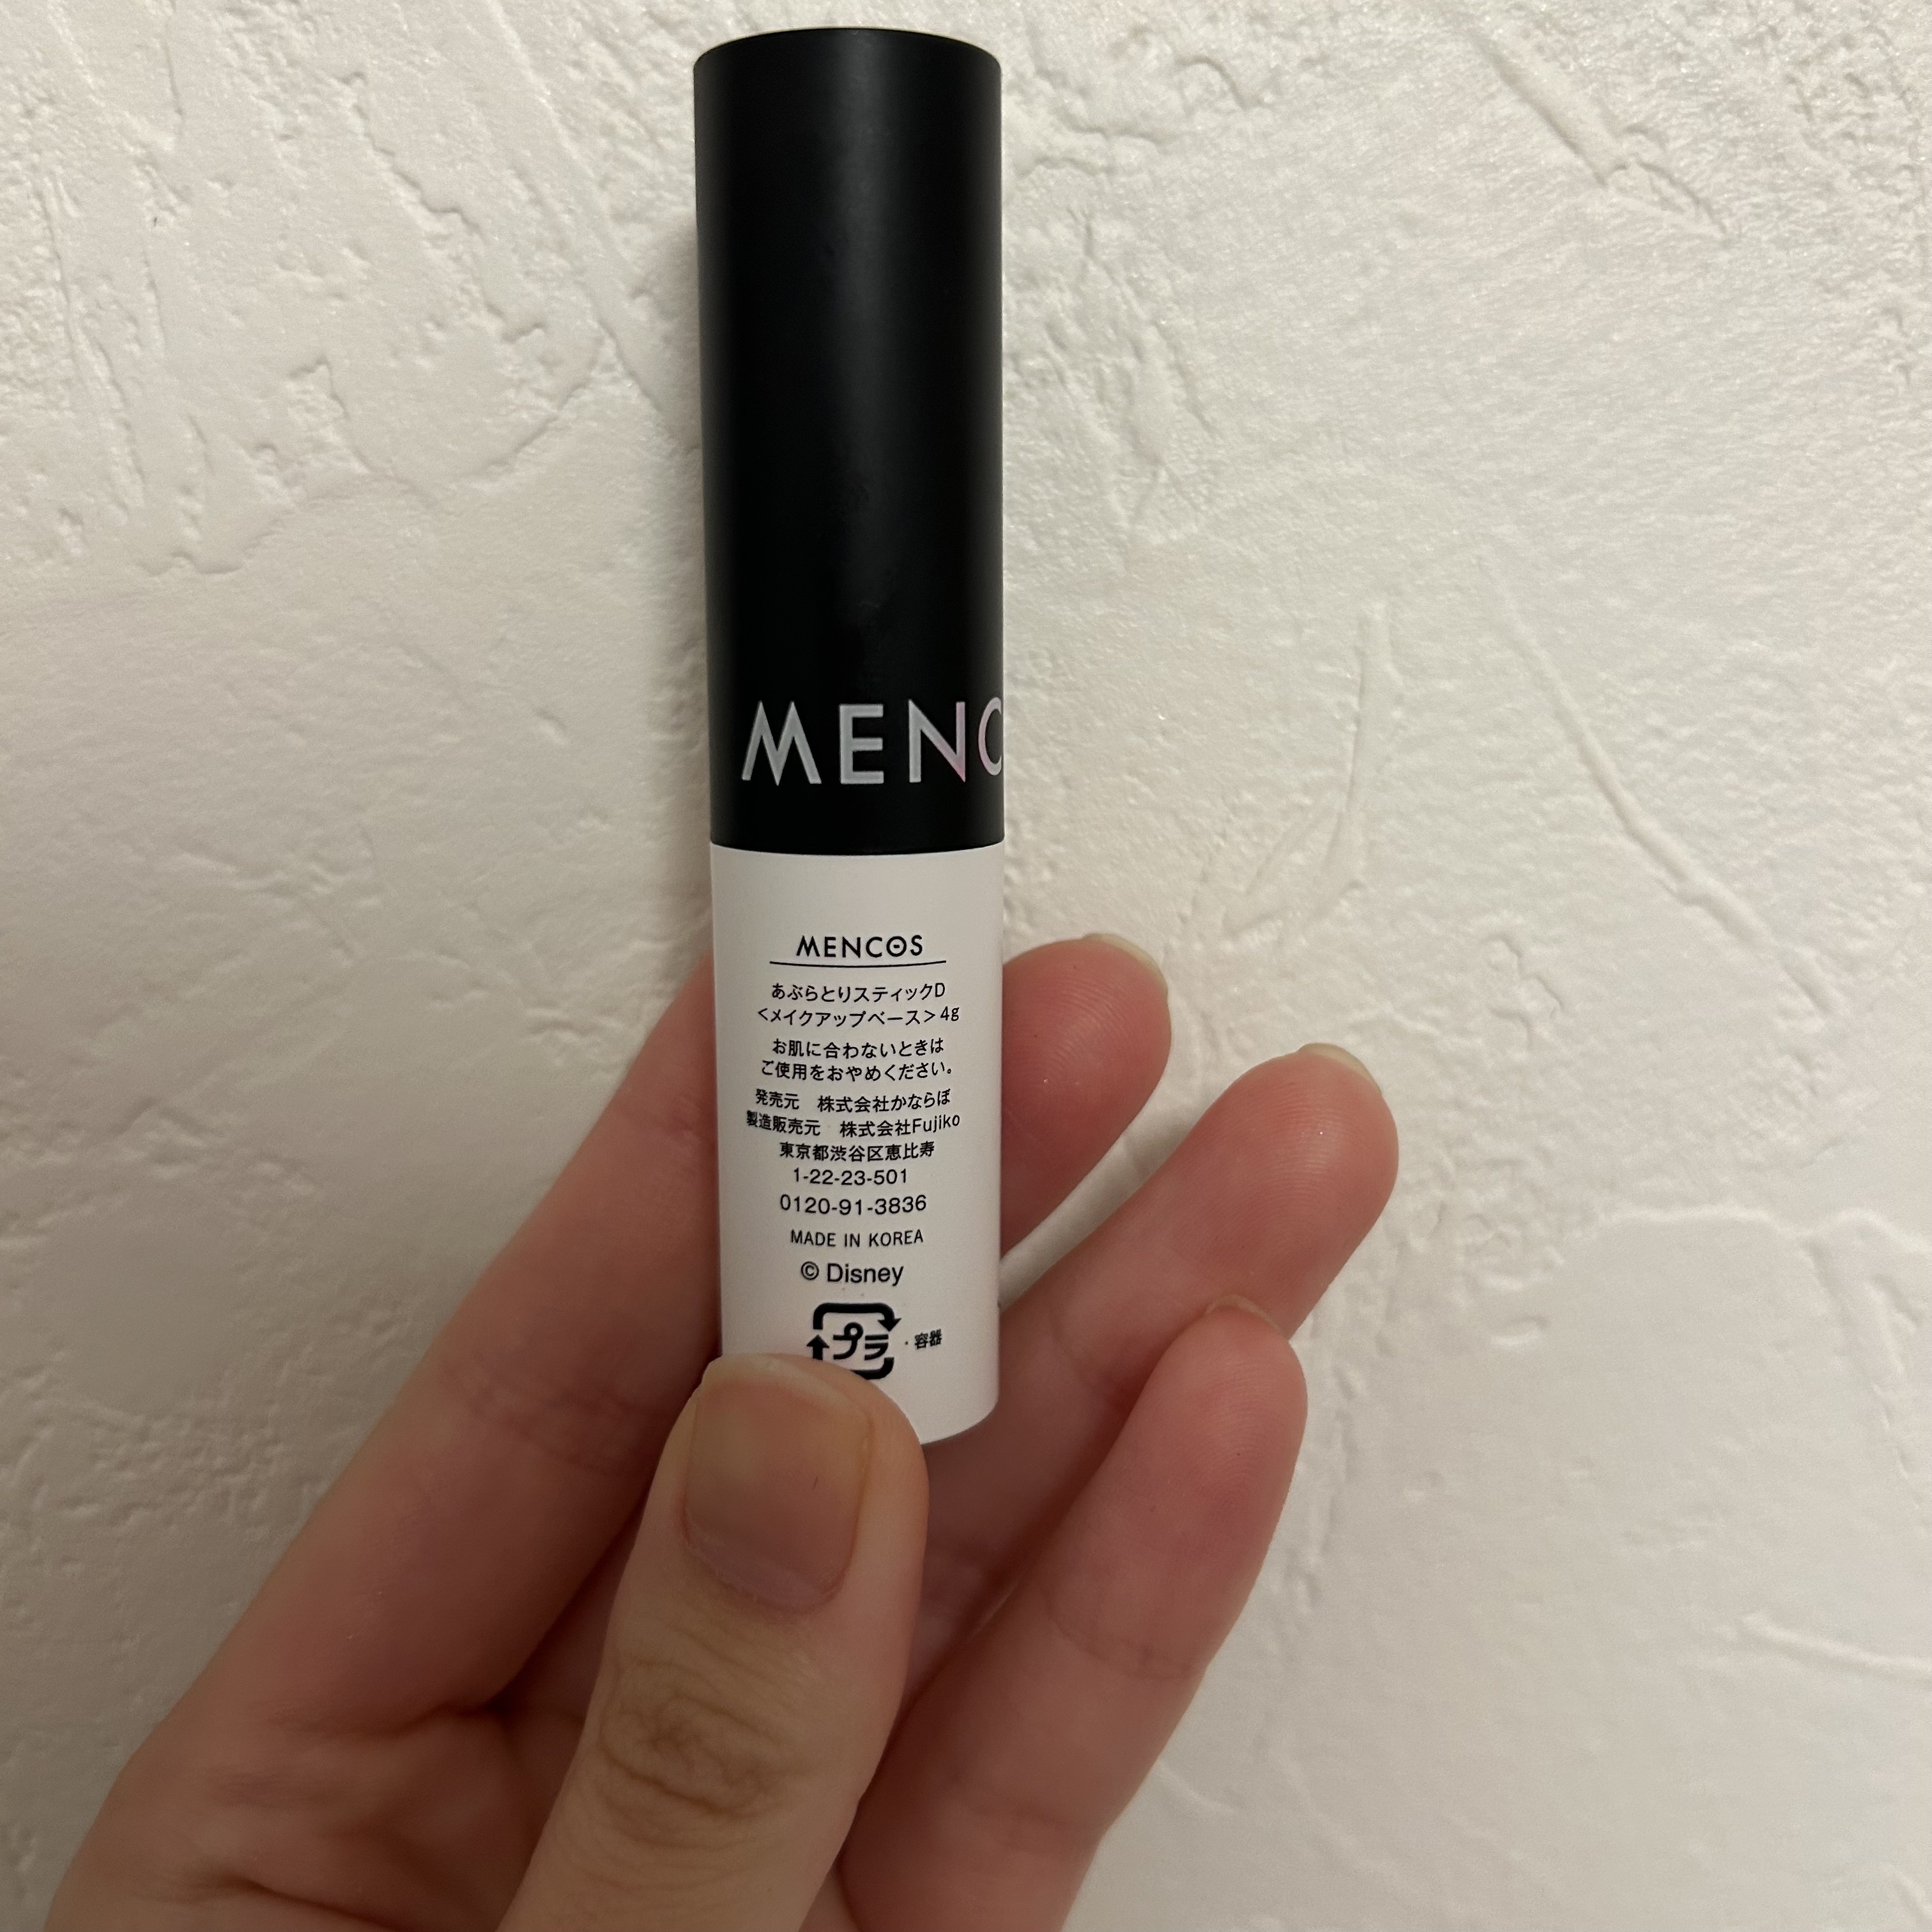 MENC
MENCOS
あぶらとりスティックD
<メイクアップベース>4g
お肌に合わないときは
ご使用をおやめください。
発売元　株式会社かならぼ
製造販売元　株式会社Fujiko
東京都渋谷区恵比寿
1-22-23-501
0120-91-3836
MADE IN KOREA
© Disney
プラ ・容器